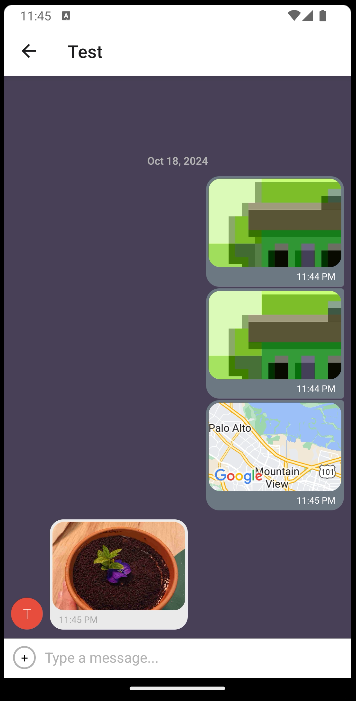 11:45 A
Test
Oct 18, 2024
11:44 PM
11:44 PM
Palo Alto
101
Google
Mountain
View
11:45 PM
T
11:45 PM
+ Type a message...